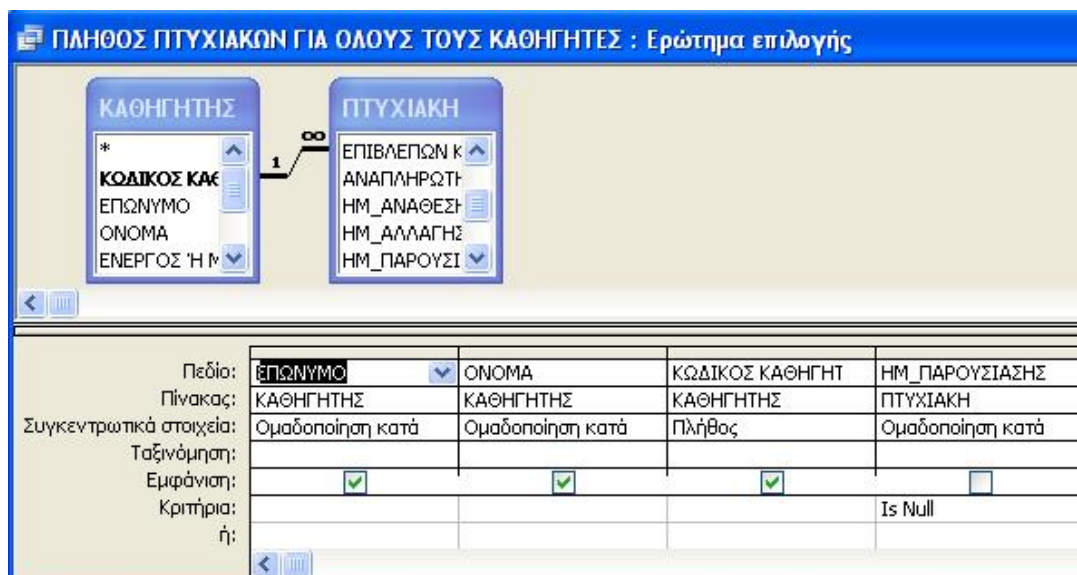 ΠΛΗΘΟΣ ΠΤΥΧΙΑΚΩΝ ΓΙΑ ΟΛΟΥΣ ΤΟΥΣ ΚΑΘΗΓΗΤΕΣ : Ερώτημα επιλογής
ΚΑΘΗΓΗΤΗΣ ΠΤΥΧΙΑΚΗ
* ΕΠΙΒΛΕΠΩΝ Κ
1 ∞
ΚΩΔΙΚΟΣ ΚΑΘ ΑΝΑΠΛΗΡΩΤΗ
ΕΠΩΝΥΜΟ ΗΜ_ΑΝΑΘΕΣΗ
ΟΝΟΜΑ ΗΜ_ΑΛΛΑΓΗΣ
ΕΝΕΡΓΟΣ Ή Μ ΗΜ_ΠΑΡΟΥΣΙ
Πεδίο: ΕΠΩΝΥΜΟ ΟΝΟΜΑ ΚΩΔΙΚΟΣ ΚΑΘΗΓΗΤ ΗΜ_ΠΑΡΟΥΣΙΑΣΗΣ
Πίνακας: ΚΑΘΗΓΗΤΗΣ ΚΑΘΗΓΗΤΗΣ ΚΑΘΗΓΗΤΗΣ ΠΤΥΧΙΑΚΗ
Συγκεντρωτικά στοιχεία: Ομαδοποίηση κατά Ομαδοποίηση κατά Πλήθος Ομαδοποίηση κατά
Ταξινόμηση:
Εμφάνιση:
Κριτήρια: Is Null
ή: